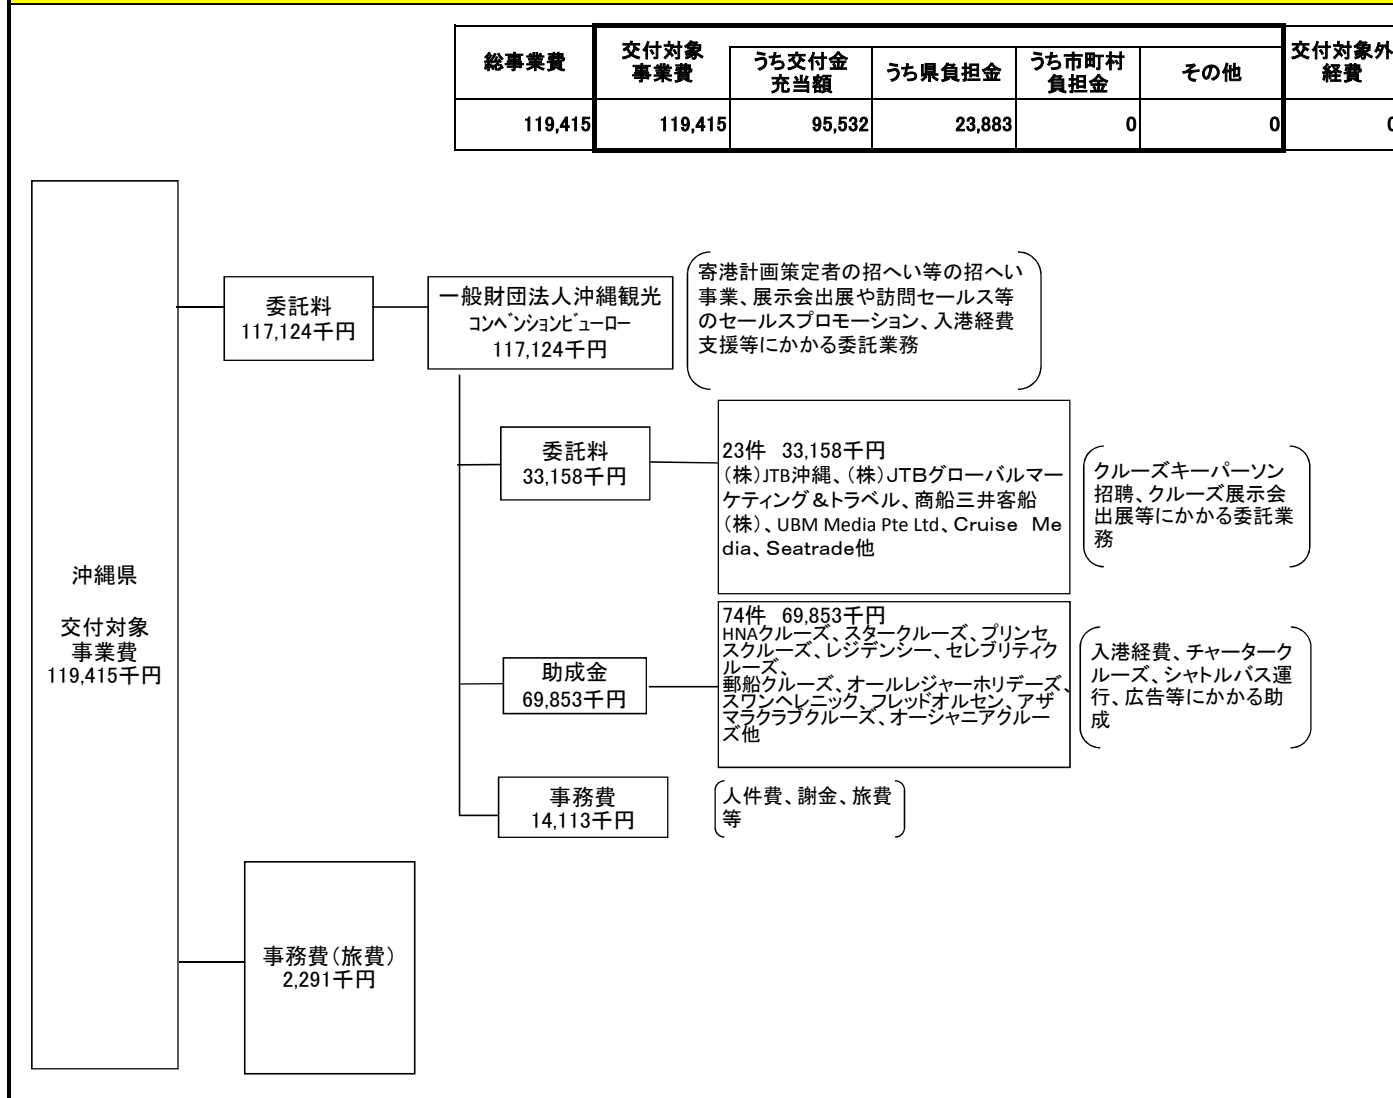 総事業費
交付対象
事業費
うち交付金
充当額
うち県負担金
うち市町村
負担金
その他
交付対象外
経費
119,415
119,415
95,532
23,883
0
0
0
沖縄県
交付対象
事業費
119,415千円
委託料
117,124千円
一般財団法人沖縄観光
コンベンションビューロー
117,124千円
寄港計画策定者の招へい等の招へい
事業、展示会出展や訪問セールス等
のセールスプロモーション、入港経費
支援等にかかる委託業務
委託料
33,158千円
23件 33,158千円
(株)JTB沖縄、(株)JTBグローバルマー
ケティング&トラベル、商船三井客船
(株)、UBM Media Pte Ltd、Cruise Me
dia、Seatrade他
クルーズキーパーソン
招聘、クルーズ展示会
出展等にかかる委託業
務
助成金
69,853千円
74件 69,853千円
HNAクルーズ、スタークルーズ、プリンセ
スクルーズ、レジデンシー、セレブリティク
ルーズ、
郵船クルーズ、オールレジャーホリデーズ、
スワンヘレニック、フレッドオルセン、アザ
マラクラブクルーズ、オーシャニアクルー
ズ他
入港経費、チャーターク
ルーズ、シャトルバス運
行、広告等にかかる助
成
事務費
14,113千円
人件費、謝金、旅費
等
事務費(旅費)
2,291千円